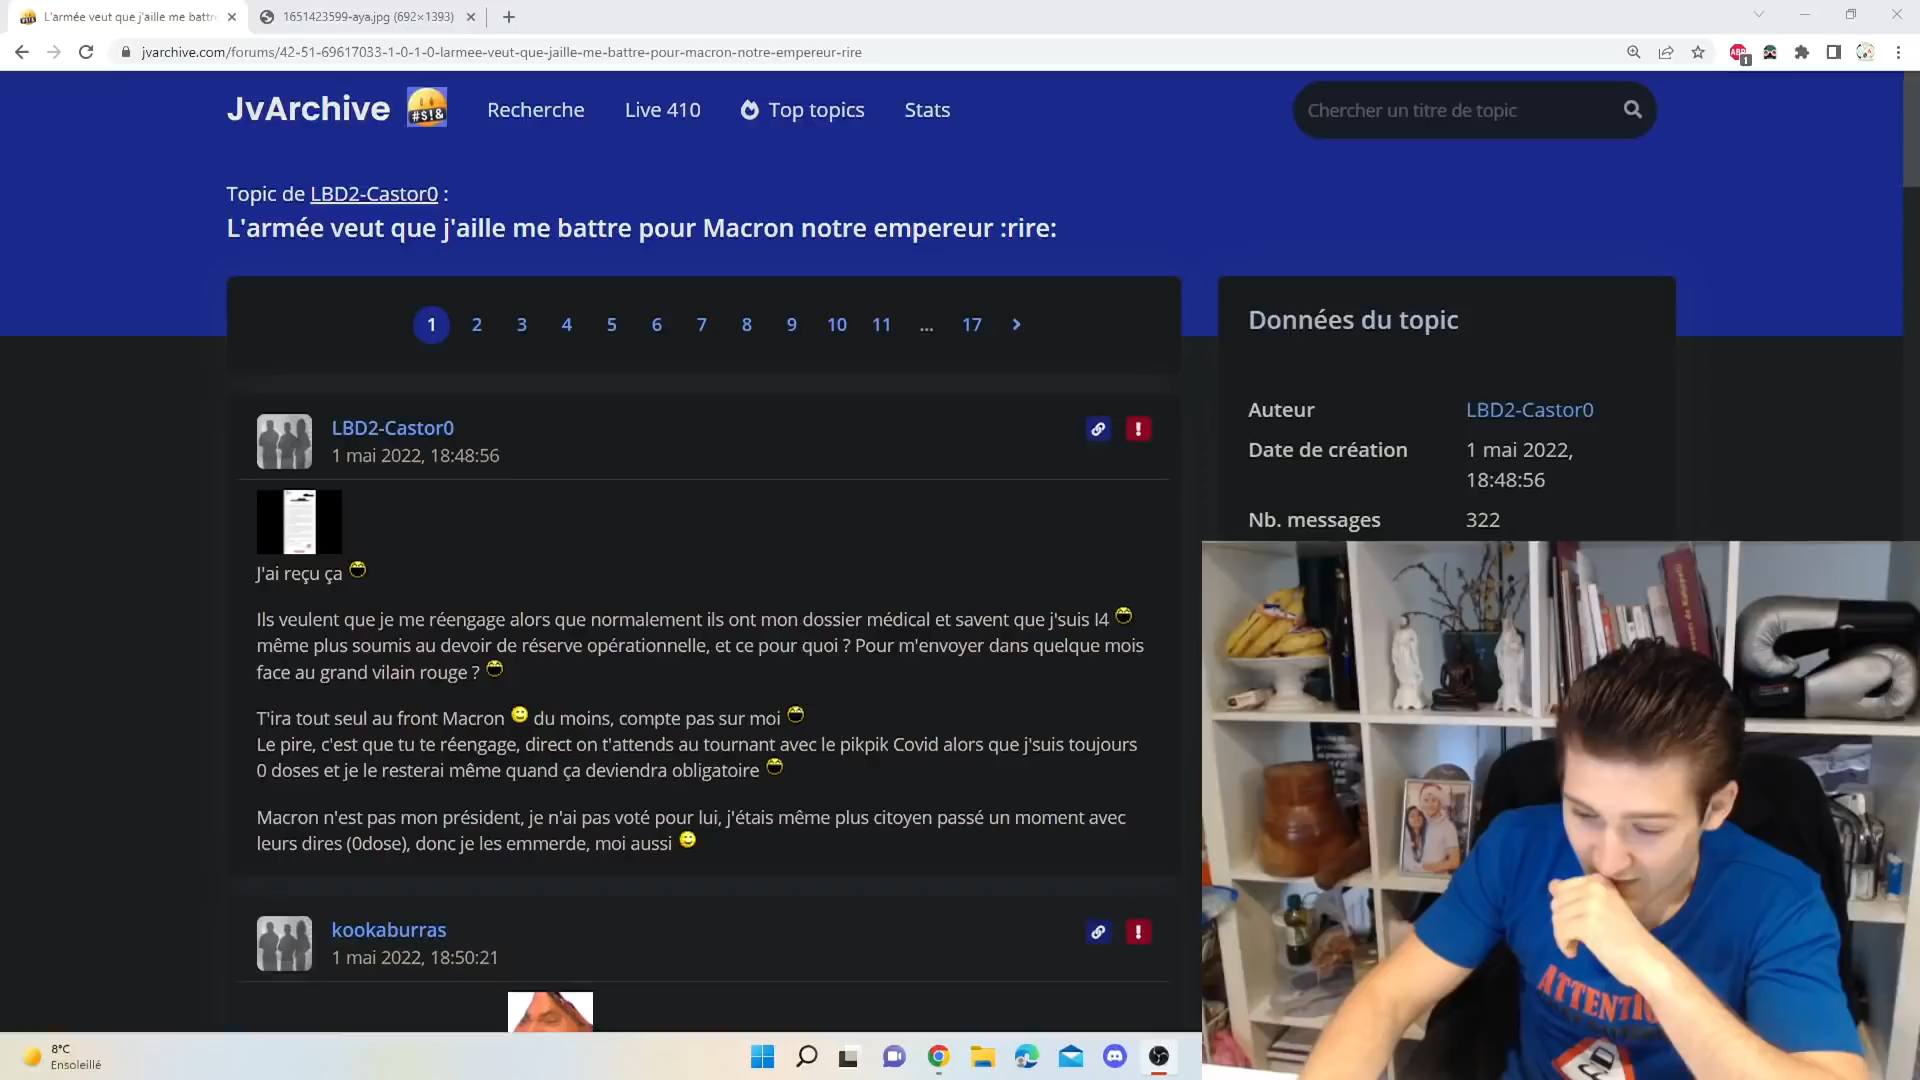 L'armée veut que j'aille me battr
1651423599-aya.jpg (692×1393)
jvarchive.com/forums/42-51-69617033-1-0-1-0-larmee-veut-que-jaille-me-battre-pour-macron-notre-empereur-rire
ABP
1
JvArchive
#$!&
Recherche
Live 410
Top topics
Stats
Chercher un titre de topic
Topic de LBD2-Castor0 :
L'armée veut que j'aille me battre pour Macron notre empereur :rire:
1 2 3 4 5 6 7 8 9 10 11 ... 17
Données du topic
Auteur LBD2-Castor0
Date de création 1 mai 2022,
18:48:56
Nb. messages 322
LBD2-Castor0
1 mai 2022, 18:48:56
J'ai reçu ça
Ils veulent que je me réengage alors que normalement ils ont mon dossier médical et savent que j'suis I4
même plus soumis au devoir de réserve opérationnelle, et ce pour quoi ? Pour m'envoyer dans quelque mois
face au grand vilain rouge ?
T'ira tout seul au front Macron du moins, compte pas sur moi
Le pire, c'est que tu te réengage, direct on t'attends au tournant avec le pikpik Covid alors que j'suis toujours
0 doses et je le resterai même quand ça deviendra obligatoire
Macron n'est pas mon président, je n'ai pas voté pour lui, j'étais même plus citoyen passé un moment avec
leurs dires (0dose), donc je les emmerde, moi aussi
kookaburras
1 mai 2022, 18:50:21
8°C
Ensoleillé
ATTENTI